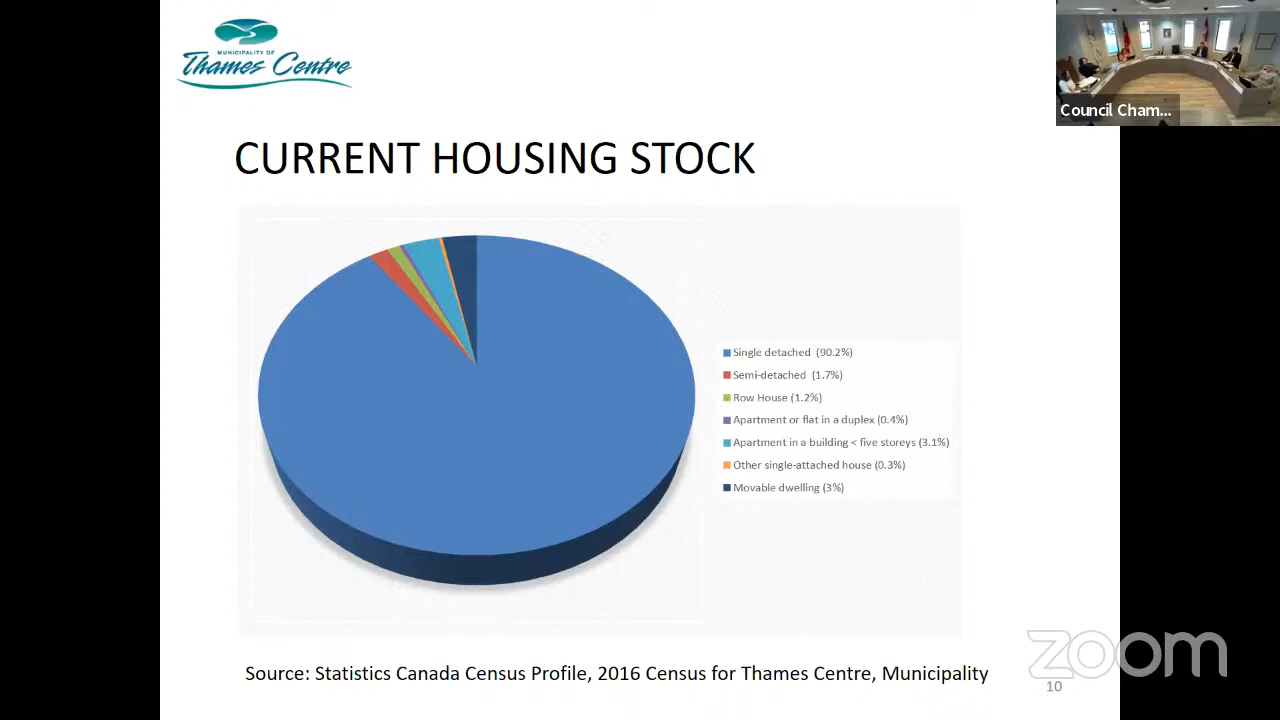 MUNICIPALITY OF
Thames Centre
Council Cham...
CURRENT HOUSING STOCK
Single detached (90.2%)
Semi-detached (1.7%)
Row House (1.2%)
Apartment or flat in a duplex (0.4%)
Apartment in a building < five storeys (3.1%)
Other single-attached house (0.3%)
Movable dwelling (3%)
Source: Statistics Canada Census Profile, 2016 Census for Thames Centre, Municipality
zoom
10